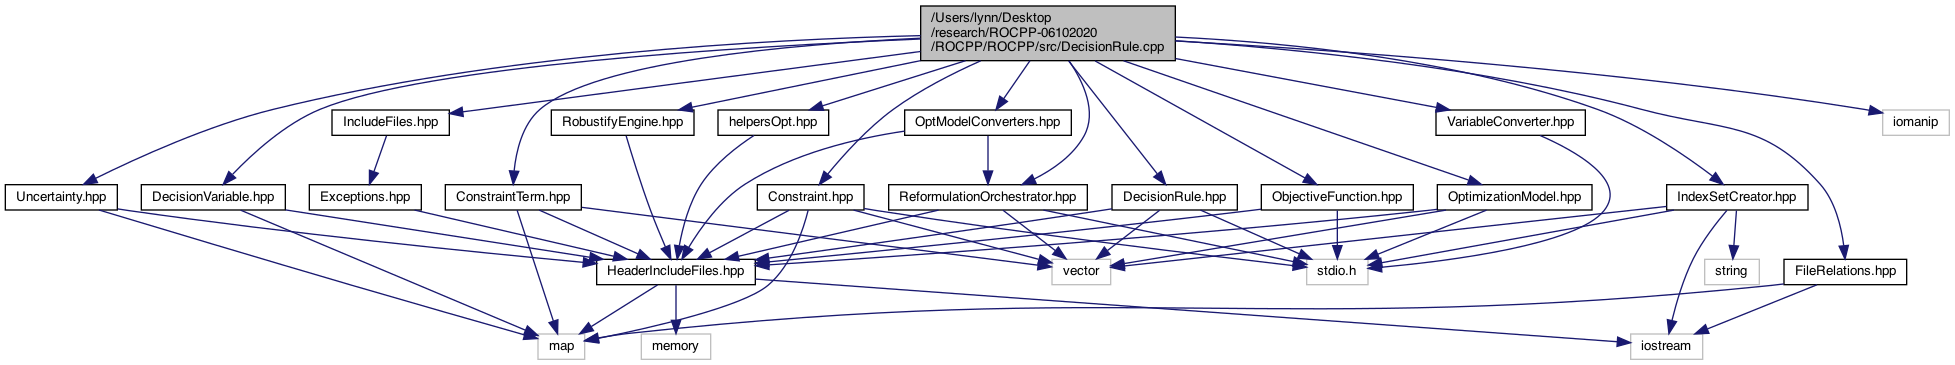 /Users/lynn/Desktop
/research/ROCPP-06102020
/ROCPP/ROCPP/src/DecisionRule.cpp
IncludeFiles.hpp
RobustifyEngine.hpp
helpersOpt.hpp
OptModelConverters.hpp
VariableConverter.hpp
iomanip
Uncertainty.hpp
DecisionVariable.hpp
Exceptions.hpp
ConstraintTerm.hpp
Constraint.hpp
ReformulationOrchestrator.hpp
DecisionRule.hpp
ObjectiveFunction.hpp
OptimizationModel.hpp
IndexSetCreator.hpp
HeaderIncludeFiles.hpp
vector
stdio.h
string
FileRelations.hpp
map
memory
iostream